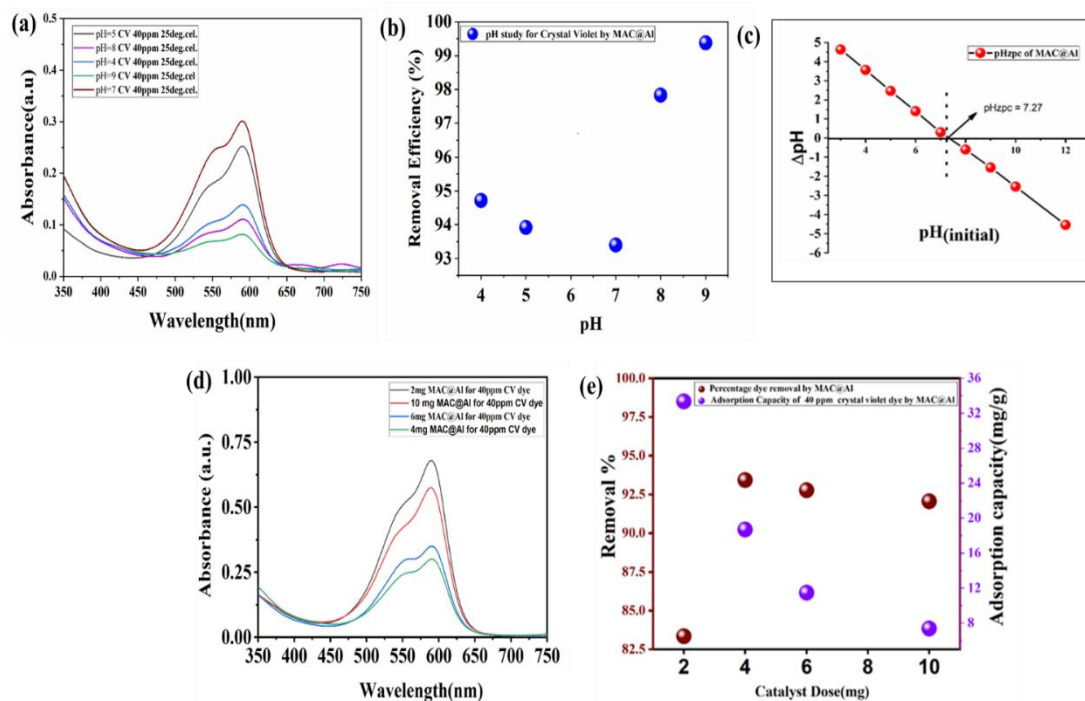 (a)
0.5
0.4
0.3
0.2
0.1
0.0
Absorbance(a.u)
pH=5 CV 40ppm 25deg.cel.
pH=8 CV 40ppm 25deg.cel.
pH=4 CV 40ppm 25deg.cel.
pH=9 CV 40ppm 25deg.cel.
pH=7 CV 40ppm 25deg.cel.
350 400 450 500 550 600 650 700 750
Wavelength(nm)
(b)
100
99
98
97
96
95
94
93
Removal Efficiency (%)
pH study for Crystal Violet by MAC@Al
4 5 6 7 8 9
pH
(c)
5
4
3
2
1
0
-1
-2
-3
-4
-5
-6
ΔpH
pHzpc of MAC@Al
pHzpc = 7.27
4 6 8 10 12
pH(initial)
(d)
1.00
0.75
0.50
0.25
0.00
Absorbance (a.u.)
2mg MAC@Al for 40ppm CV dye
10 mg MAC@Al for 40ppm CV dye
6mg MAC@Al for 40ppm CV dye
4mg MAC@Al for 40ppm CV dye
350 400 450 500 550 600 650 700 750
Wavelength(nm)
(e)
100.0
97.5
95.0
92.5
90.0
87.5
85.0
82.5
Removal %
Percentage dye removal by MAC@Al
Adsorption Capacity of 40 ppm crystal violet dye by MAC@Al
36
32
28
24
20
16
12
8
Adsorption capacity(mg/g)
2 4 6 8 10
Catalyst Dose(mg)